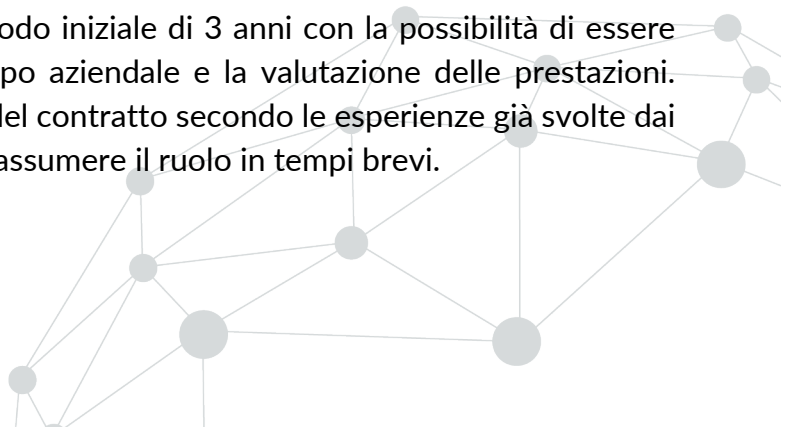 odo iniziale di 3 anni con la possibilità di essere
po aziendale e la valutazione delle prestazioni.
del contratto secondo le esperienze già svolte dai
assumere il ruolo in tempi brevi.